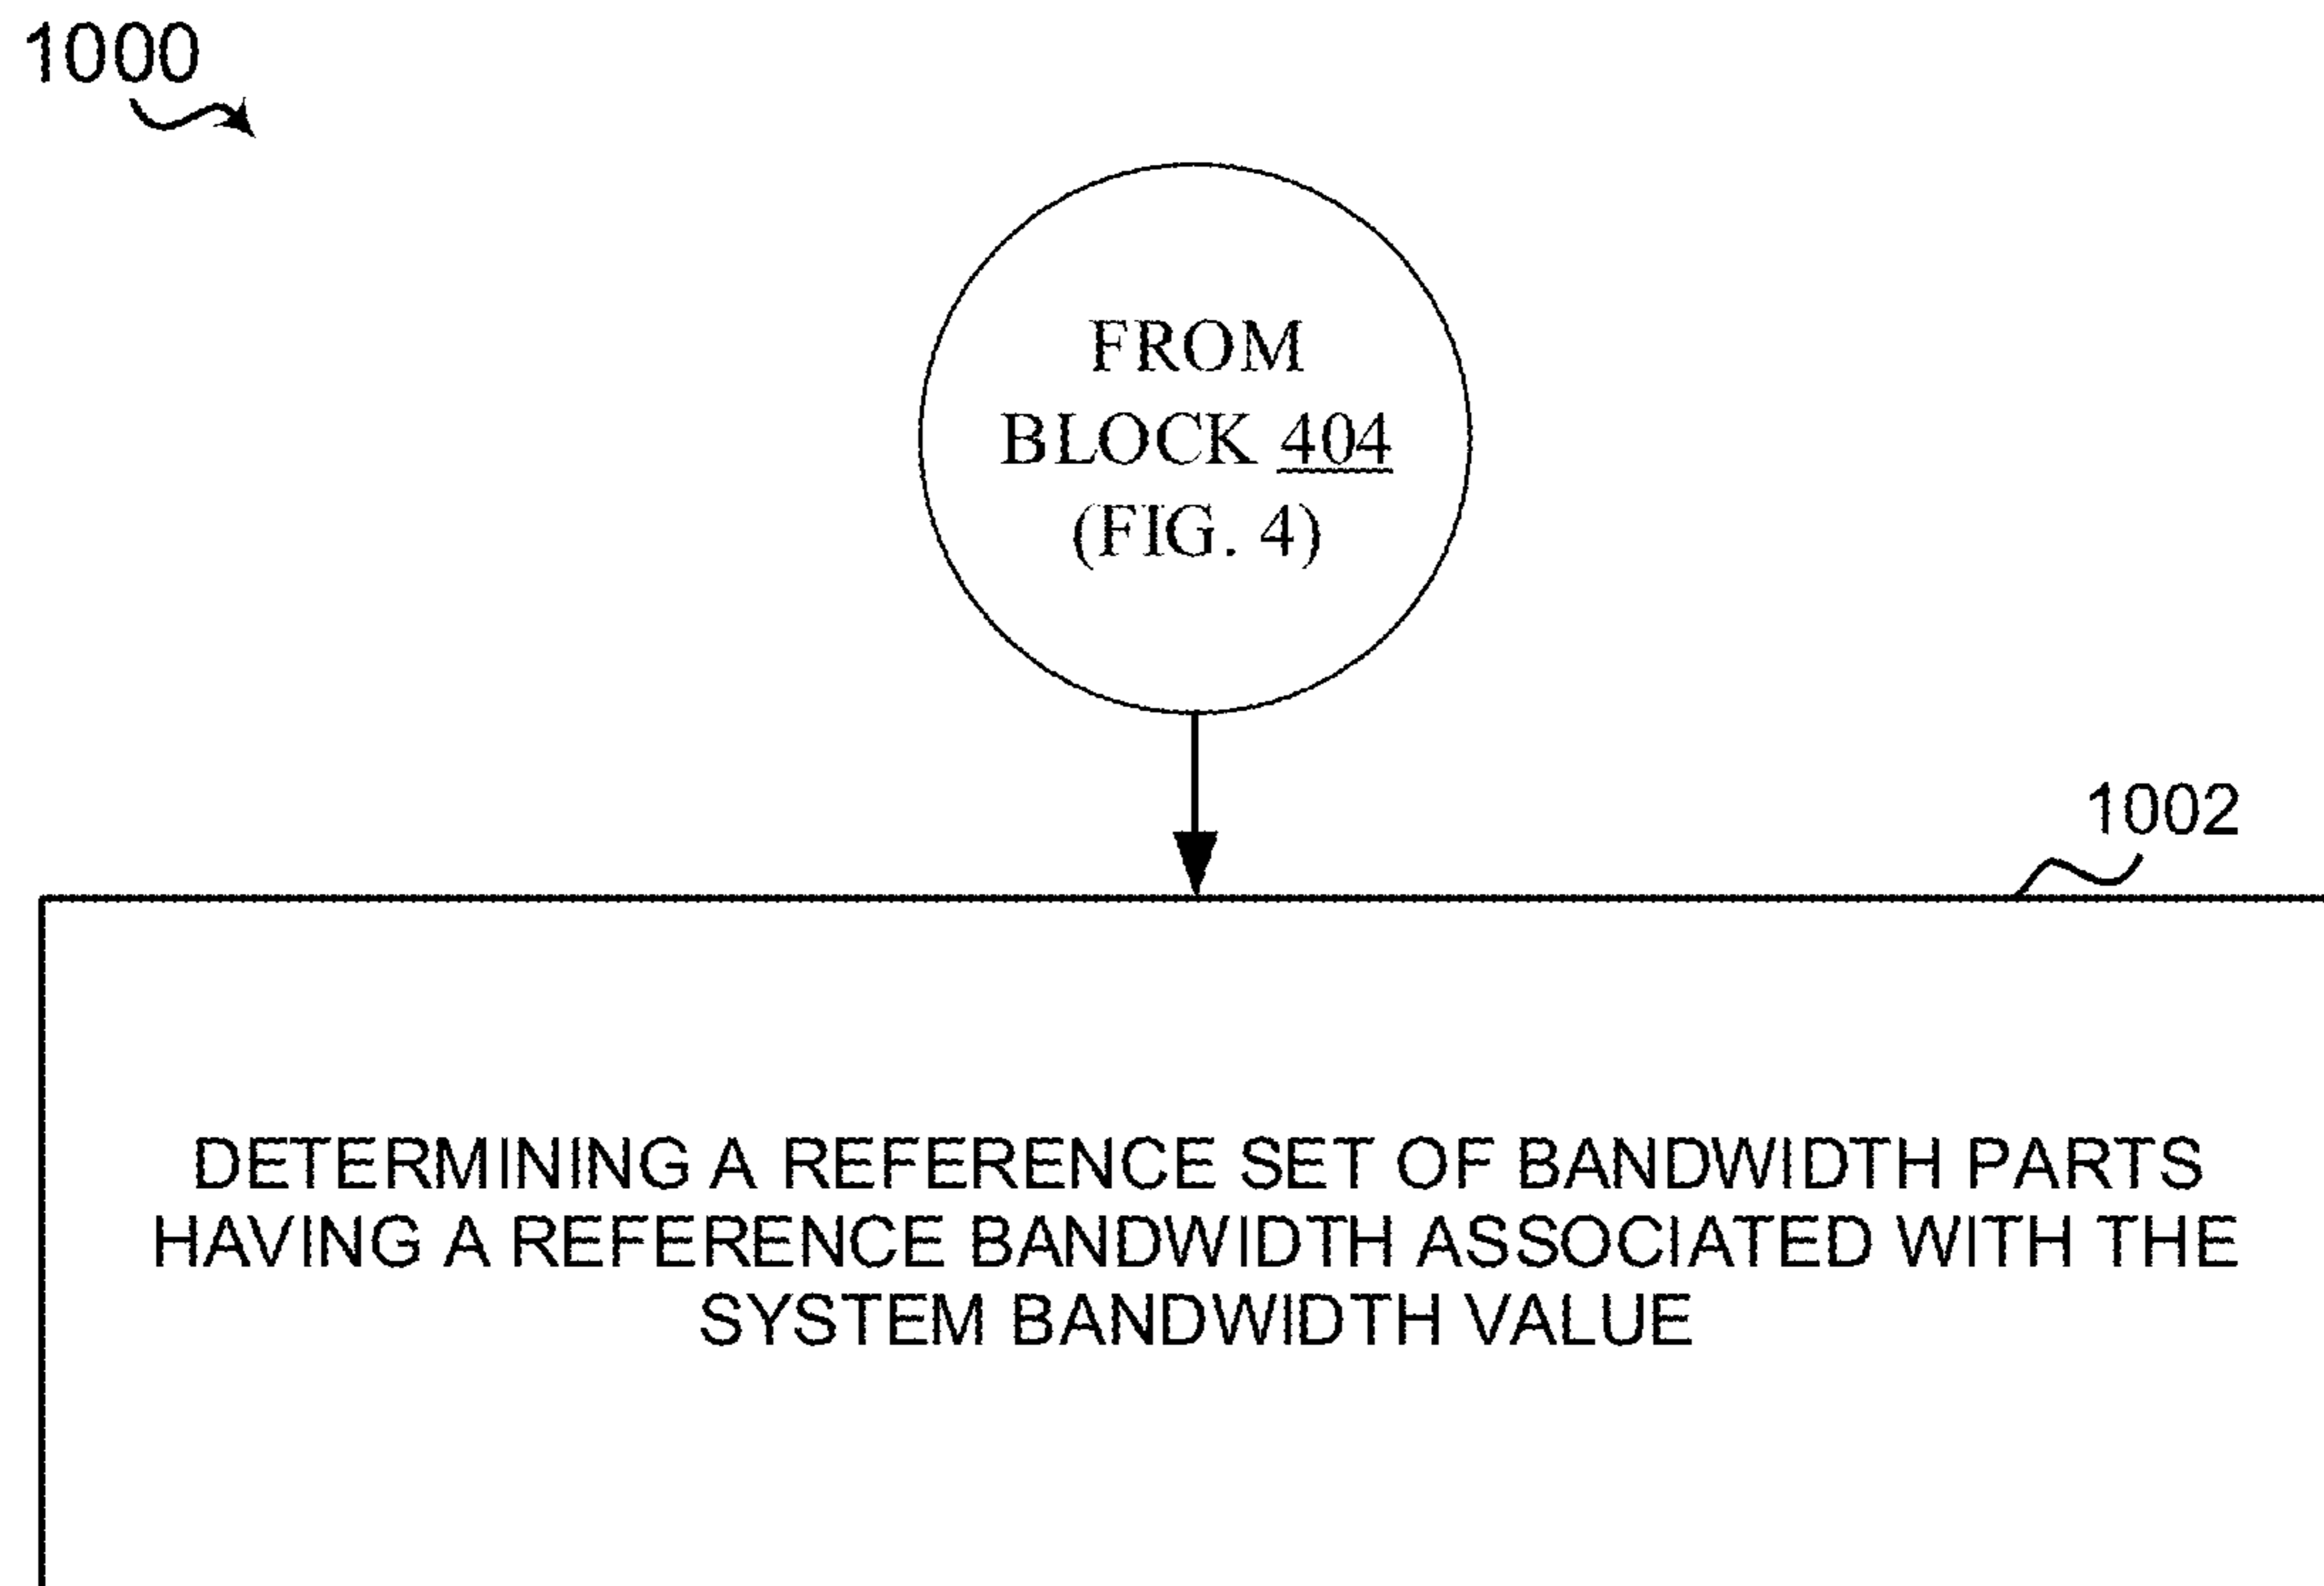 1000
FROM
BLOCK 404
(FIG. 4)
1002
DETERMINING A REFERENCE SET OF BANDWIDTH PARTS
HAVING A REFERENCE BANDWIDTH ASSOCIATED WITH THE
SYSTEM BANDWIDTH VALUE